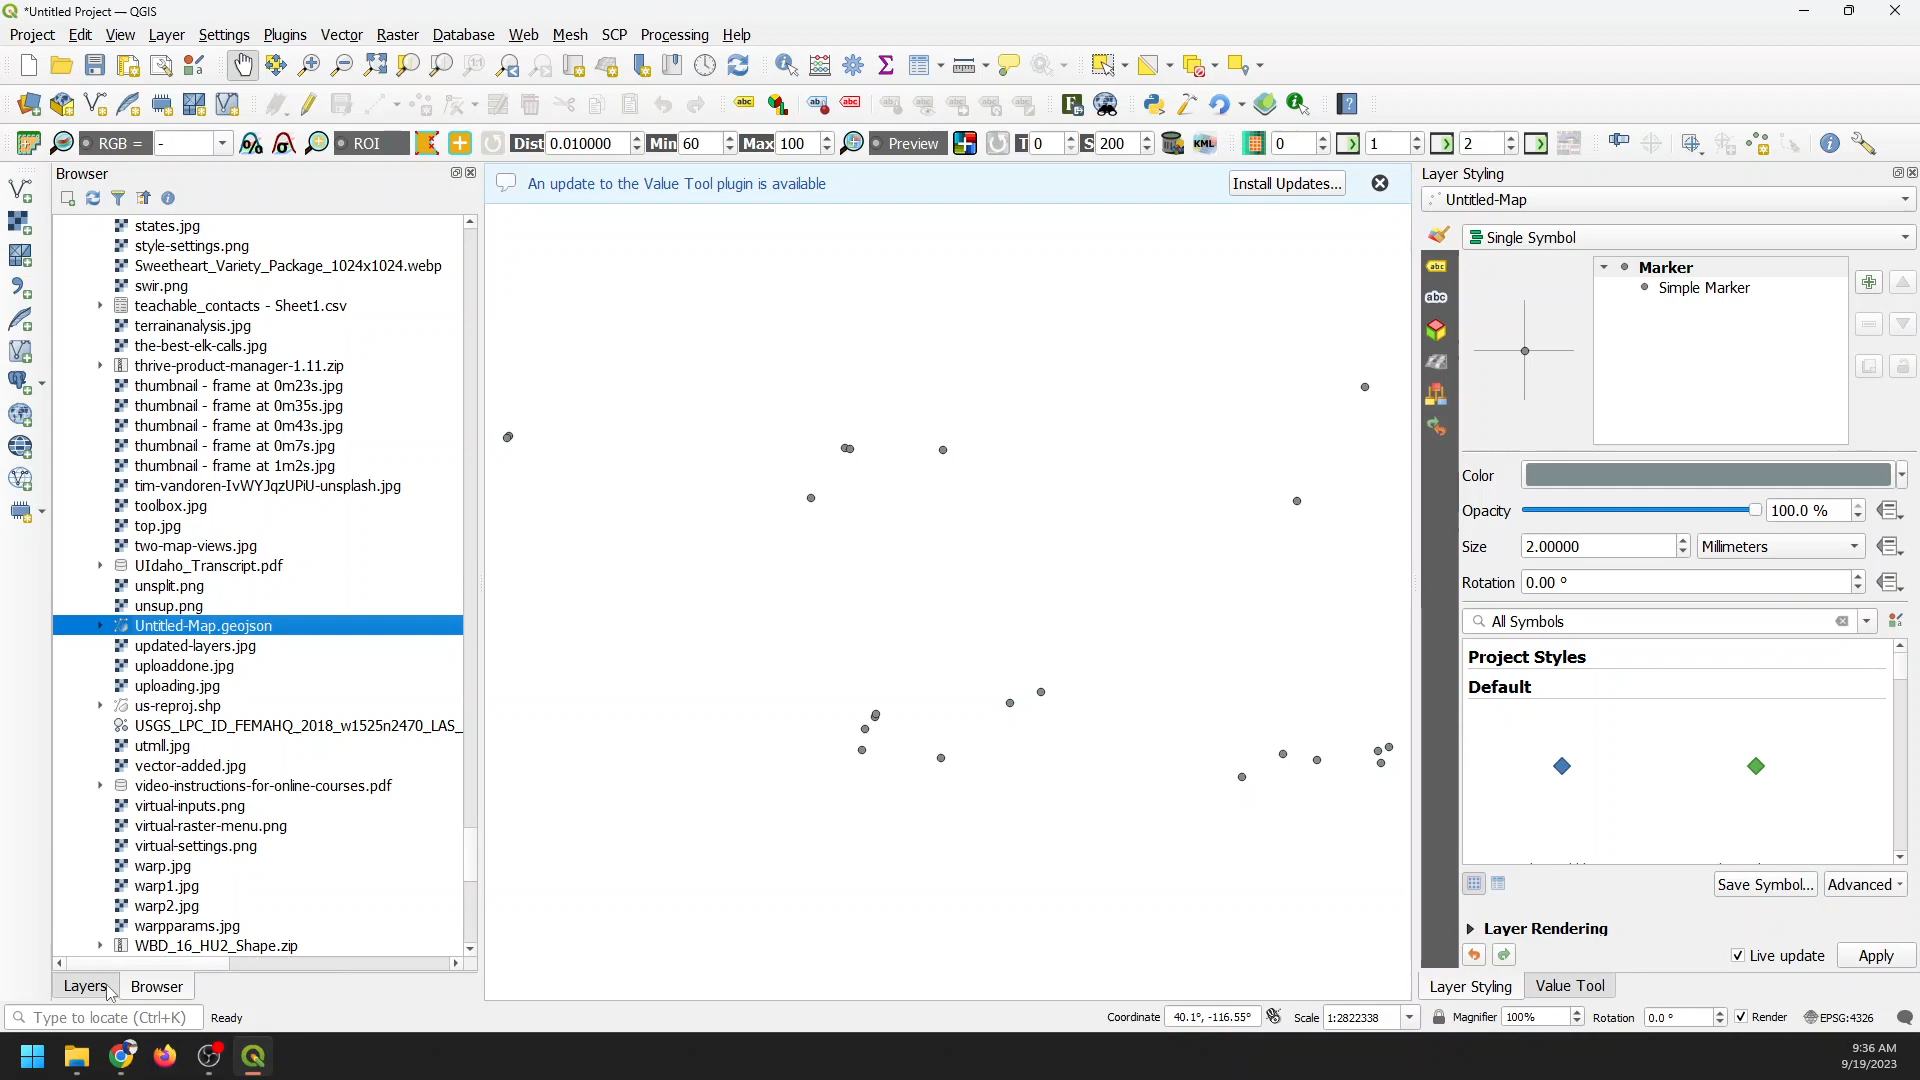 *Untitled Project — QGIS
Project Edit View Layer Settings Plugins Vector Raster Database Web Mesh SCP Processing Help
RGB = - ROI Dist 0.010000 Min 60 Max 100 Preview T 0 S 200 KML 0 1 2
Browser
An update to the Value Tool plugin is available Install Updates...
Layer Styling
Untitled-Map
Single Symbol
Marker
Simple Marker
states.jpg
style-settings.png
Sweetheart_Variety_Package_1024x1024.webp
swir.png
teachable_contacts - Sheet1.csv
terrainanalysis.jpg
the-best-elk-calls.jpg
thrive-product-manager-1.11.zip
thumbnail - frame at 0m23s.jpg
thumbnail - frame at 0m35s.jpg
thumbnail - frame at 0m43s.jpg
thumbnail - frame at 0m7s.jpg
thumbnail - frame at 1m2s.jpg
tim-vandoren-IvWYJqzUPiU-unsplash.jpg
toolbox.jpg
top.jpg
two-map-views.jpg
UIdaho_Transcript.pdf
unsplit.png
unsup.png
Untitled-Map.geojson
updated-layers.jpg
uploaddone.jpg
uploading.jpg
us-reproj.shp
USGS_LPC_ID_FEMAHQ_2018_w1525n2470_LAS_
utmll.jpg
vector-added.jpg
video-instructions-for-online-courses.pdf
virtual-inputs.png
virtual-raster-menu.png
virtual-settings.png
warp.jpg
warp1.jpg
warp2.jpg
warpparams.jpg
WBD_16_HU2_Shape.zip
Color
Opacity 100.0 %
Size 2.00000 Millimeters
Rotation 0.00 °
All Symbols
Project Styles
Default
Save Symbol... Advanced
Layer Rendering
Live update Apply
Layers Browser
Layer Styling Value Tool
Type to locate (Ctrl+K) Ready
Coordinate 40.1°, -116.55° Scale 1:2822338 Magnifier 100% Rotation 0.0 ° Render EPSG:4326
9:36 AM
9/19/2023